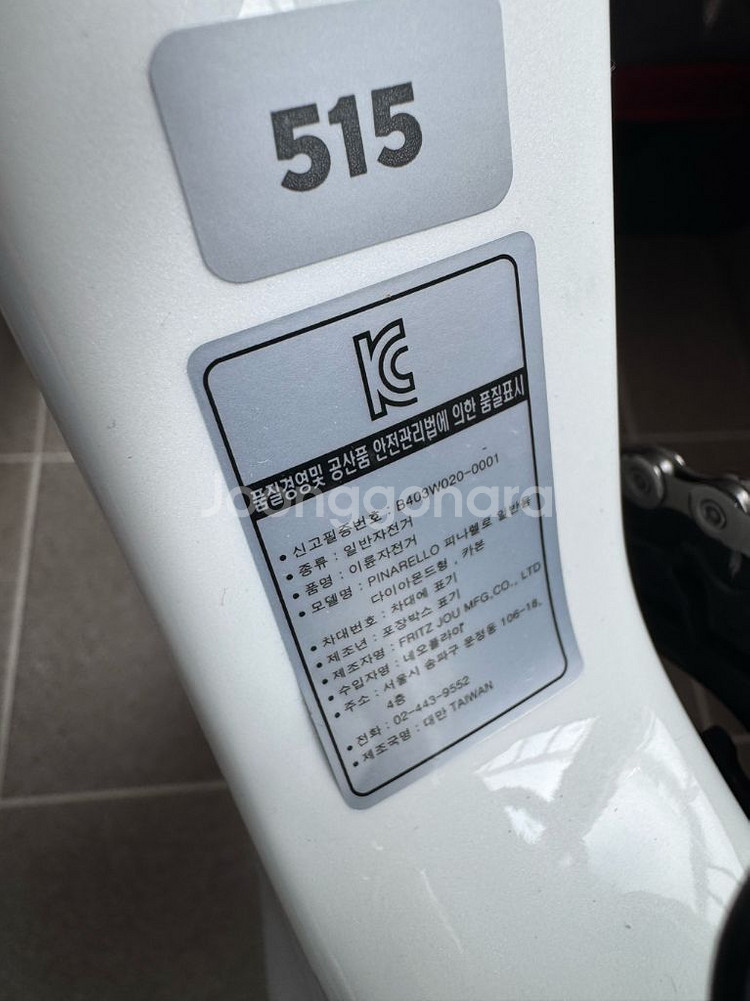 515
KC
품질경영및 공산품 안전관리법에 의한 품질표시
• 신고필증번호 : B403W020-0001
• 종류 : 일반자전거
• 품명 : 이륜자전거
• 모델명 : PINARELLO 피나렐로 일반용
다이아몬드형, 카본
• 차대번호 : 차대에 표기
• 제조년 : 포장박스 표기
• 제조자명 : FRITZ JOU MFG.CO., LTD
• 수입자명 : 네오플라이
• 주소 : 서울시 송파구 문정동 106-18,
4층
• 전화 : 02-443-9552
• 제조국명 : 대만 TAIWAN
Joonggonara